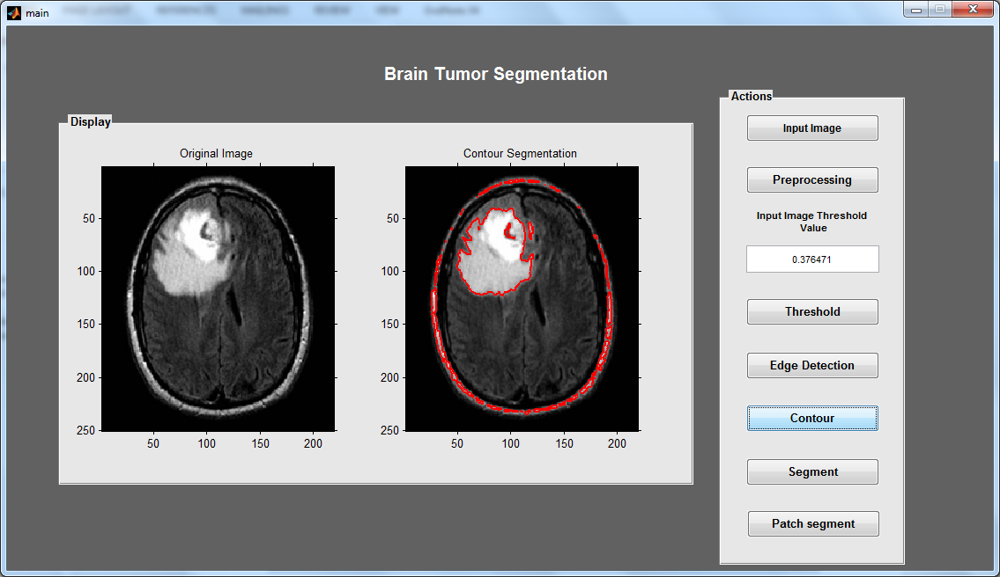 main
Brain Tumor Segmentation
Display
Original Image
50
100
150
200
250
50 100 150 200
Contour Segmentation
50
100
150
200
250
50 100 150 200
Actions
Input Image
Preprocessing
Input Image Threshold
Value
0.376471
Threshold
Edge Detection
Contour
Segment
Patch segment